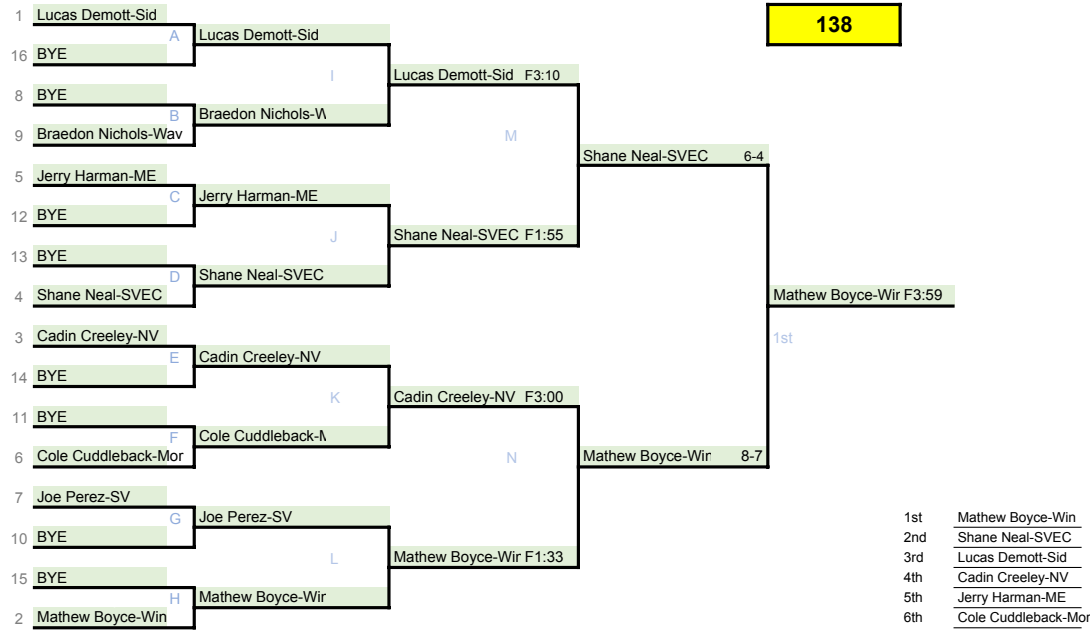 138
1 Lucas Demott-Sid
A
16 BYE
Lucas Demott-Sid
I
8 BYE
B
9 Braedon Nichols-Wav
Braedon Nichols-W
Lucas Demott-Sid F3:10
M
5 Jerry Harman-ME
C
12 BYE
Jerry Harman-ME
J
13 BYE
D
4 Shane Neal-SVEC
Shane Neal-SVEC
Shane Neal-SVEC F1:55
Shane Neal-SVEC 6-4
3 Cadin Creeley-NV
E
14 BYE
Cadin Creeley-NV
K
11 BYE
F
6 Cole Cuddleback-Mor
Cole Cuddleback-M
Cadin Creeley-NV F3:00
N
7 Joe Perez-SV
G
10 BYE
Joe Perez-SV
L
15 BYE
H
2 Mathew Boyce-Win
Mathew Boyce-Win
Mathew Boyce-Win F1:33
Mathew Boyce-Win 8-7
Mathew Boyce-Win F3:59
1st
1st Mathew Boyce-Win
2nd Shane Neal-SVEC
3rd Lucas Demott-Sid
4th Cadin Creeley-NV
5th Jerry Harman-ME
6th Cole Cuddleback-Mor